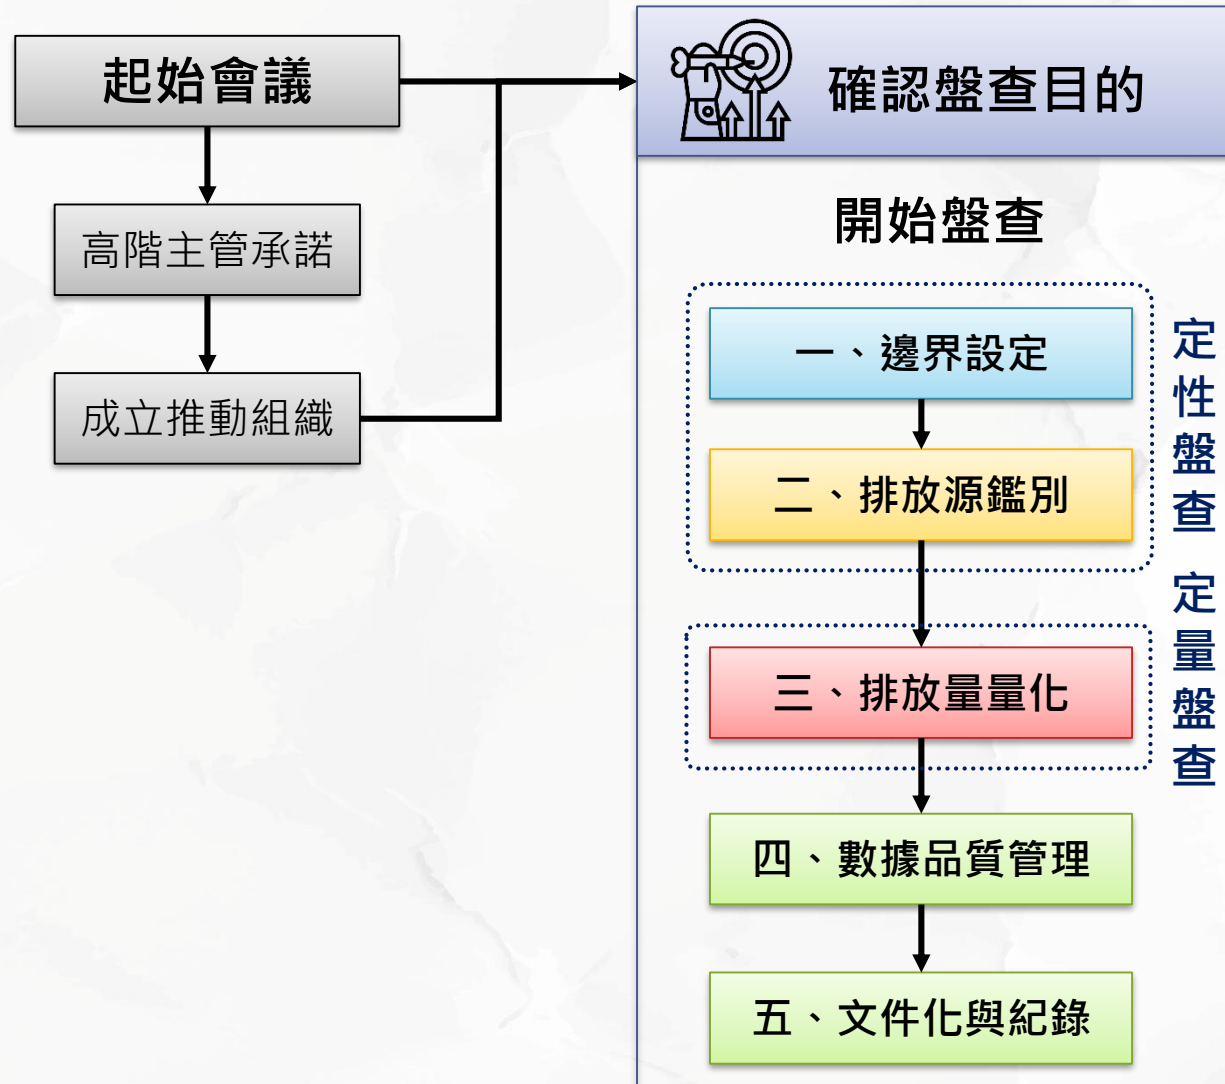 起始會議
高階主管承諾
成立推動組織
確認盤查目的
開始盤查
一、邊界設定
二、排放源鑑別
定性盤查
三、排放量量化
定量盤查
四、數據品質管理
五、文件化與紀錄